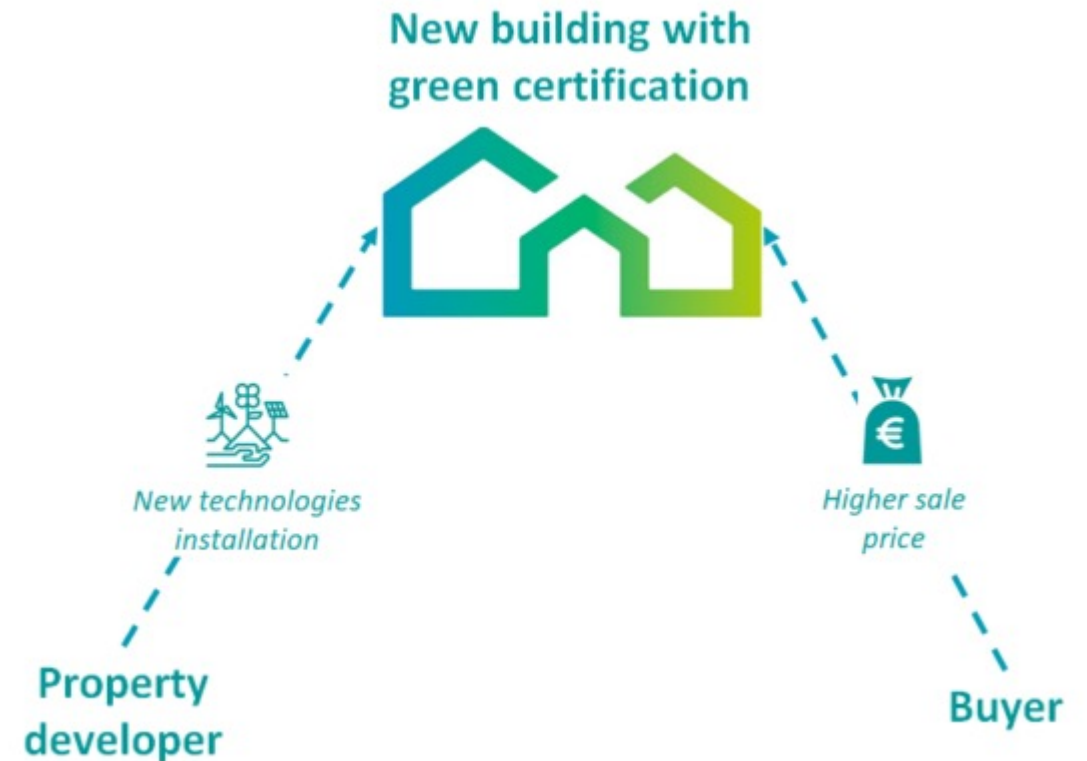 New building with
green certification
€
New technologies
installation
Higher sale
price
Property
developer
Buyer